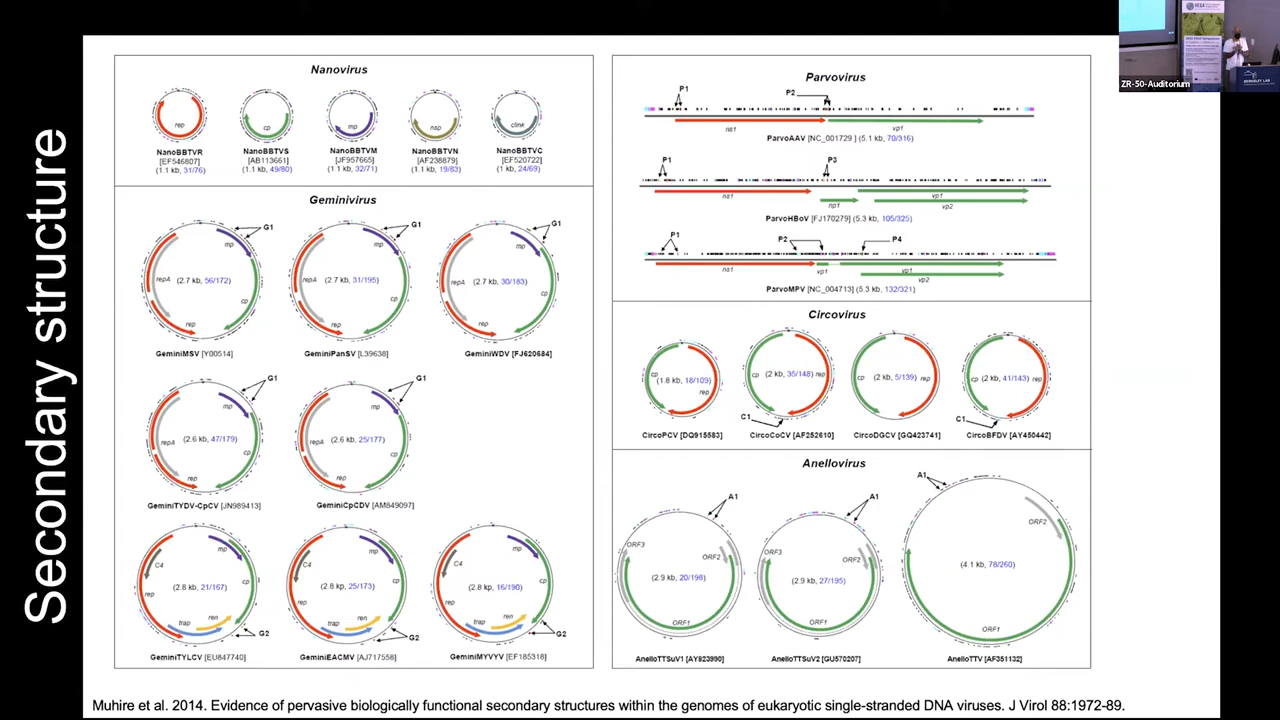 Secondary structure
Nanovirus
rep
cp
mp
nsp
clink
NanoBBTVR
[EF546807]
(1.1 kb, 31/76)
NanoBBTVS
[AB113661]
(1.1 kb, 49/80)
NanoBBTVM
[JF957665]
(1.1 kb, 32/71)
NanoBBTVN
[AF238879]
(1.1 kb, 19/83)
NanoBBTVC
[EF520722]
(1 kb, 24/69)
Geminivirus
G1
mp
repA
(2.7 kb, 56/172)
cp
rep
GeminiMSV [Y00514]
G1
mp
repA
(2.7 kb, 31/195)
cp
rep
GeminiPanSV [L39638]
G1
mp
repA
(2.7 kb, 30/183)
cp
rep
GeminiWDV [FJ620684]
G1
mp
repA
(2.6 kb, 47/179)
cp
rep
GeminiTYDV-CpCV [JN989413]
G1
mp
repA
(2.6 kb, 25/177)
cp
rep
GeminiCpCDV [AM849097]
mp
C4
(2.8 kp, 21/167)
cp
rep
ren
trap
G2
GeminiTYLCV [EU847740]
mp
C4
(2.8 kp, 25/173)
cp
rep
ren
trap
G2
GeminiEACMV [AJ717558]
mp
C4
(2.8 kp, 16/190)
cp
rep
ren
trap
G2
GeminiMYVYV [EF185318]
Parvovirus
P1
P2
ns1
vp1
ParvoAAV [NC_001729 ] (5.1 kb, 70/316)
P1
P3
ns1
vp1
np1
vp2
ParvoHBoV [FJ170279] (5.3 kb, 105/325)
P1
P2
P4
ns1
vp1
vp1
vp2
ParvoMPV [NC_004713] (5.3 kb, 132/321)
Circovirus
cp
(1.8 kb, 18/109)
rep
CircoPCV [DQ915583]
cp
(2 kb, 35/148)
rep
C1
CircoCoCV [AF252610]
cp
(2 kb, 5/139)
rep
CircoDGCV [GQ423741]
cp
(2 kb, 41/143)
rep
C1
CircoBFDV [AY450442]
Anellovirus
A1
ORF3
ORF2
(2.9 kb, 20/198)
ORF1
AnelloTTSuV1 [AY823990]
A1
ORF3
ORF2
(2.9 kb, 27/195)
ORF1
AnelloTTSuV2 [GU570207]
A1
ORF2
(4.1 kb, 78/260)
ORF1
AnelloTTV [AF351132]
Muhire et al. 2014. Evidence of pervasive biologically functional secondary structures within the genomes of eukaryotic single-stranded DNA viruses. J Virol 88:1972-89.
VEGA
BERKELEY LAB
ZR-50-Auditorium